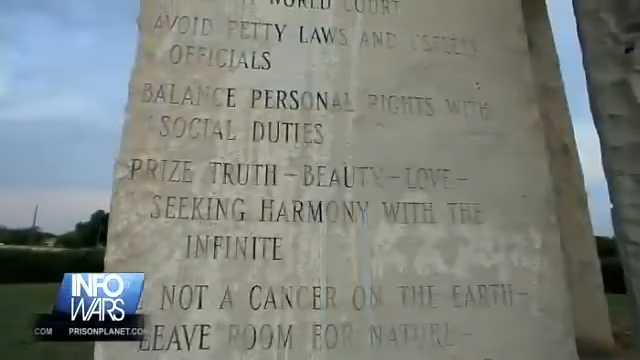 WORLD COURT
AVOID PETTY LAWS AND USELESS
OFFICIALS
BALANCE PERSONAL RIGHTS WITH
SOCIAL DUTIES
PRIZE TRUTH – BEAUTY – LOVE –
SEEKING HARMONY WITH THE
INFINITE
NOT A CANCER ON THE EARTH –
LEAVE ROOM FOR NATURE –
INFO
WARS
.COM PRISONPLANET.COM